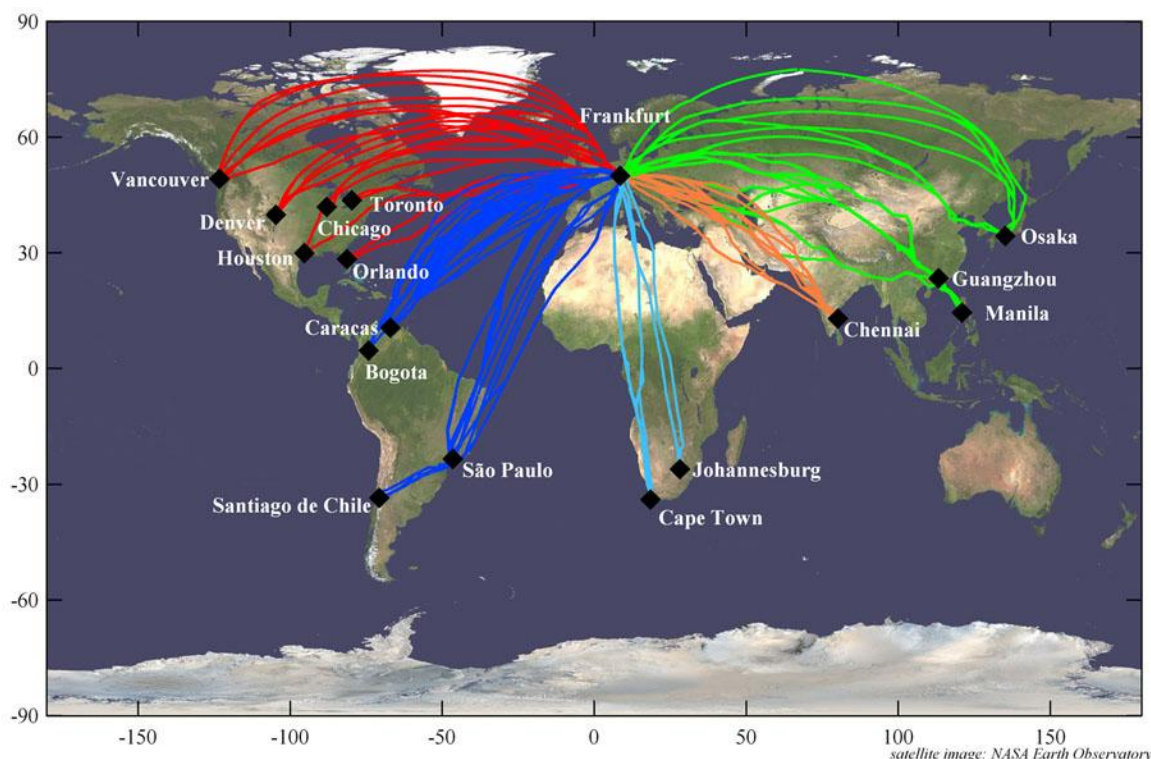 90
60
30
0
-30
-60
-90
Frankfurt
Vancouver
Toronto
Denver
Chicago
Osaka
Houston
Orlando
Guangzhou
Manila
Caracas
Chennai
Bogota
São Paulo
Johannesburg
Santiago de Chile
Cape Town
-150
-100
-50
0
50
100
150
satellite image: NASA Earth Observatory